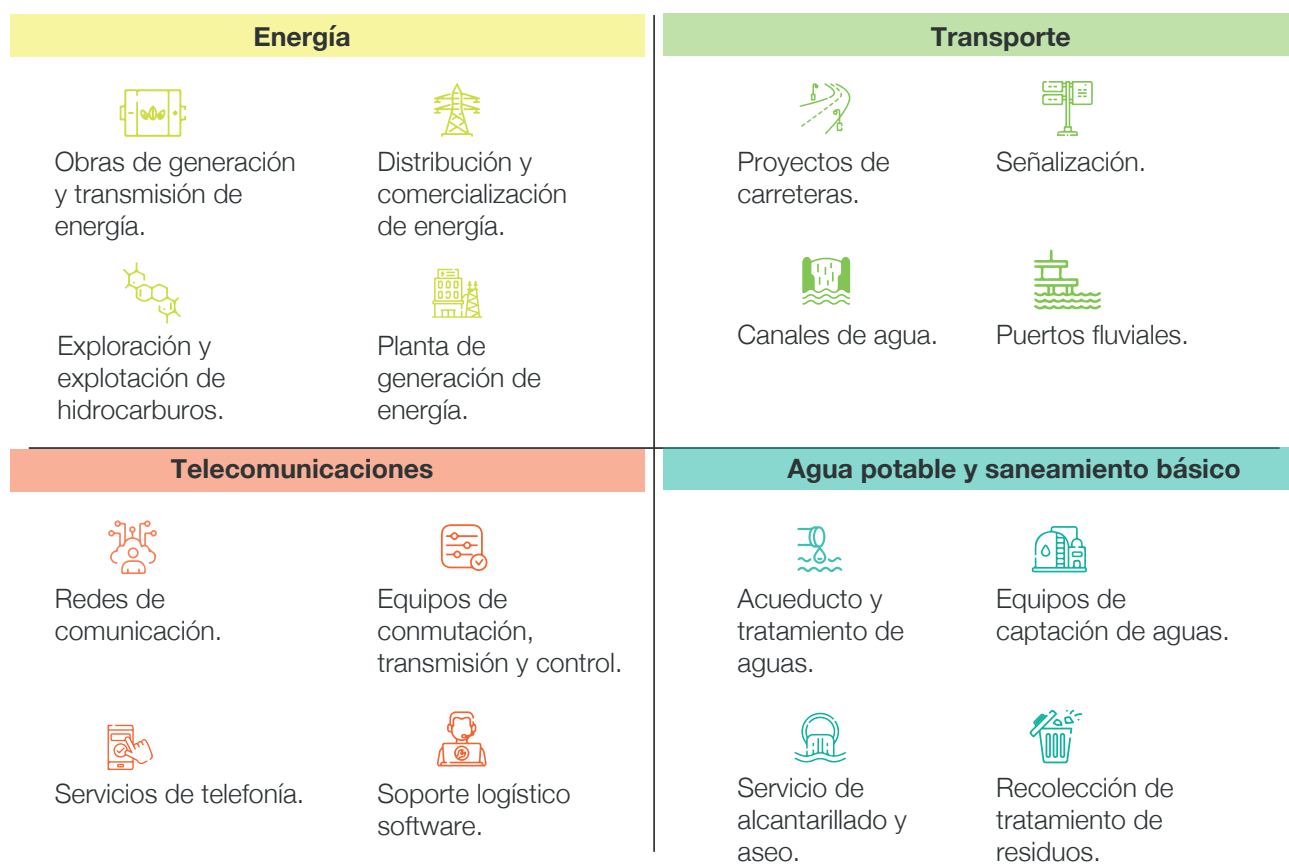 Energía
Obras de generación
y transmisión de
energía.
Distribución y
comercialización
de energía.
Exploración y
explotación de
hidrocarburos.
Planta de
generación de
energía.
Transporte
Proyectos de
carreteras.
Señalización.
Canales de agua.
Puertos fluviales.
Telecomunicaciones
Redes de
comunicación.
Equipos de
conmutación,
transmisión y control.
Servicios de telefonía.
Soporte logístico
software.
Agua potable y saneamiento básico
Acueducto y
tratamiento de
aguas.
Equipos de
captación de aguas.
Servicio de
alcantarillado y
aseo.
Recolección de
tratamiento de
residuos.